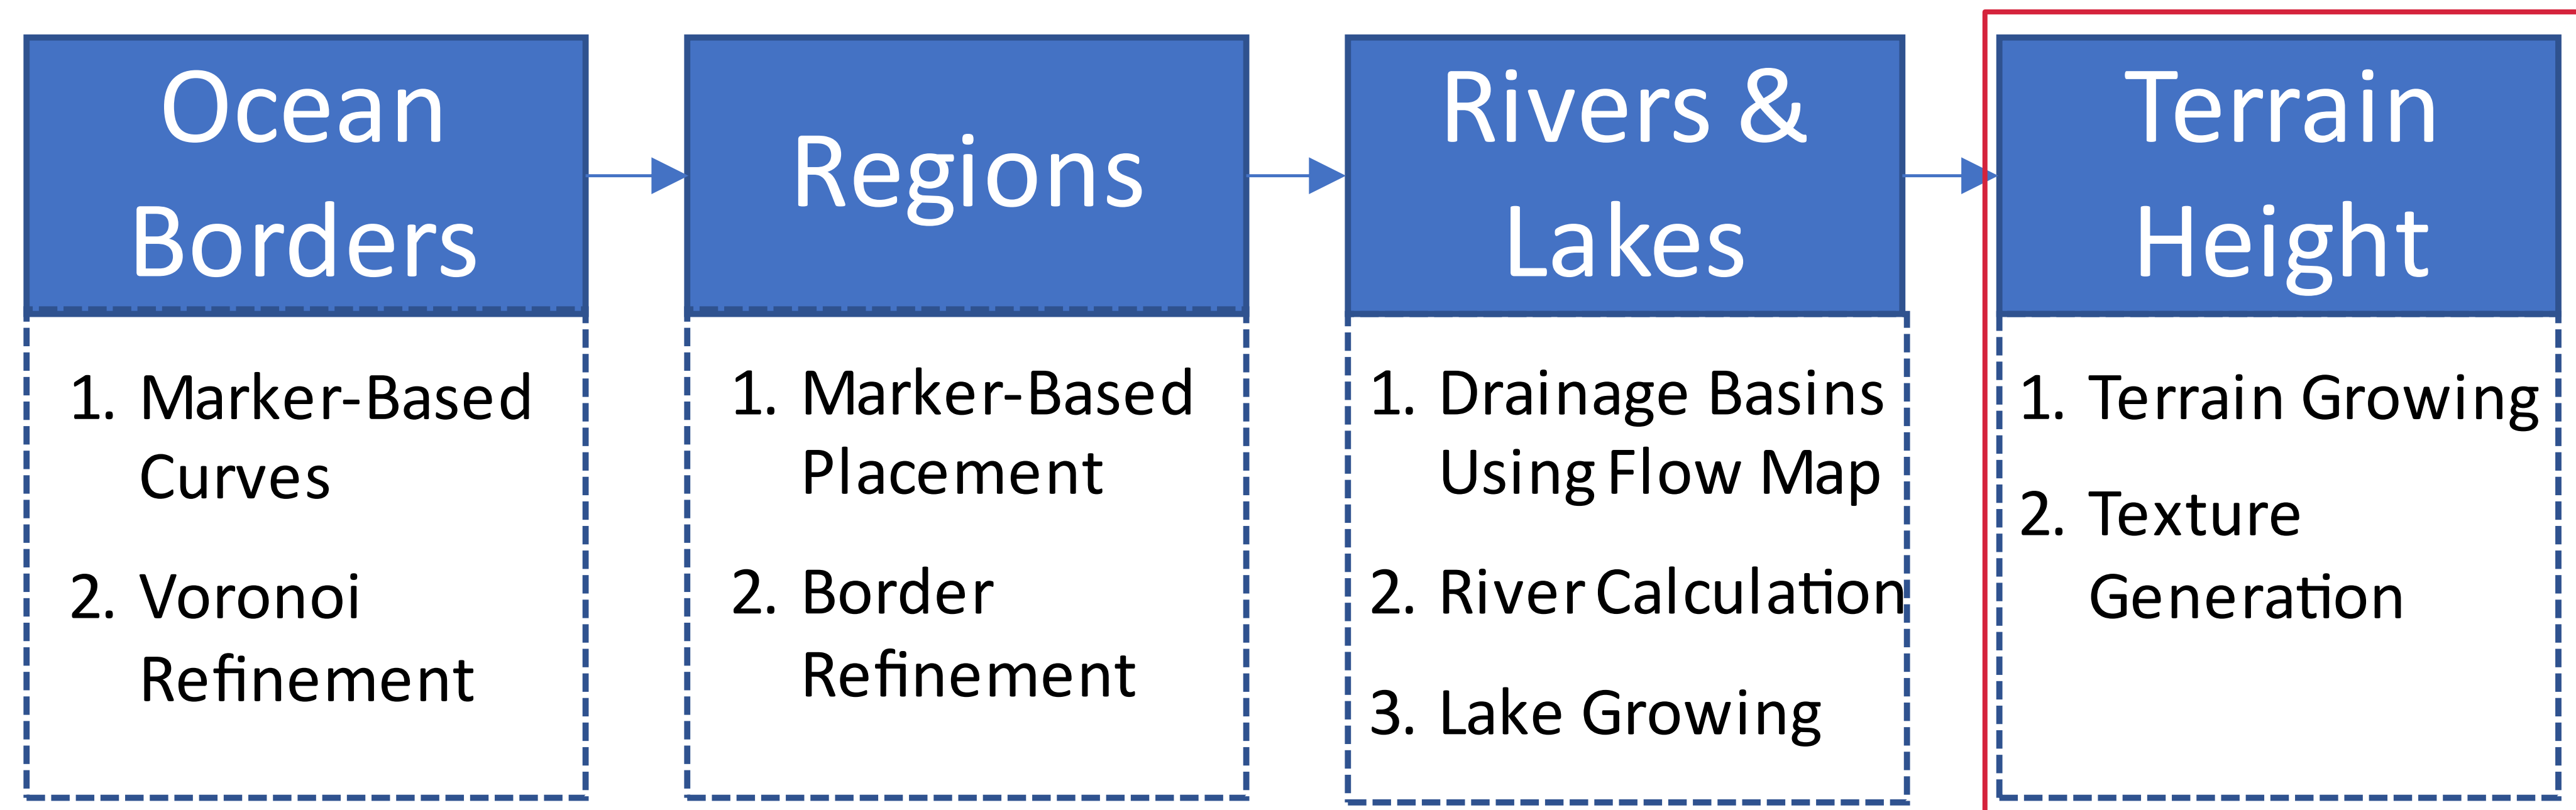 Ocean
Borders
1. Marker-Based
Curves
2. Voronoi
Refinement
Regions
1. Marker-Based
Placement
2. Border
Refinement
Rivers &
Lakes
1. Drainage Basins
Using Flow Map
2. River Calculation
3. Lake Growing
Terrain
Height
1. Terrain Growing
2. Texture
Generation